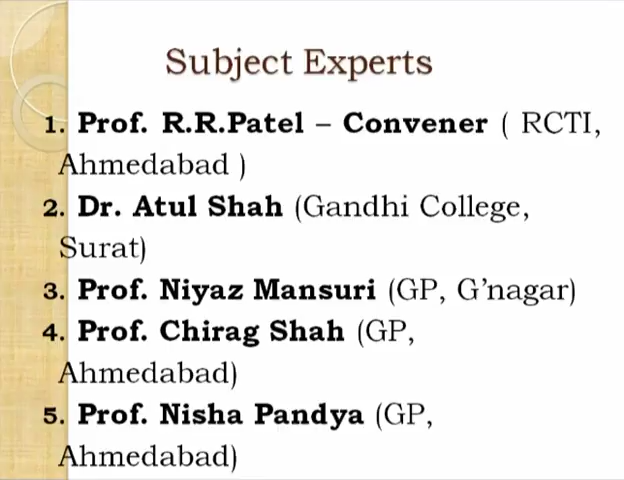 Subject Experts
1. Prof. R.R.Patel – Convener ( RCTI,
Ahmedabad )
2. Dr. Atul Shah (Gandhi College,
Surat)
3. Prof. Niyaz Mansuri (GP, G’nagar)
4. Prof. Chirag Shah (GP,
Ahmedabad)
5. Prof. Nisha Pandya (GP,
Ahmedabad)